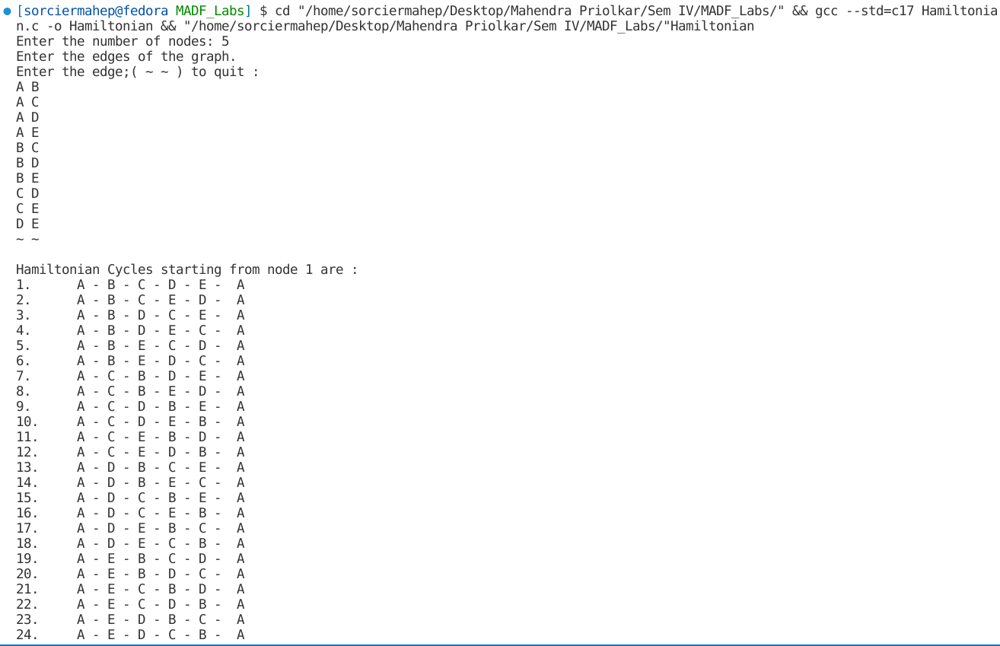 [sorciermahep@fedora MADF_Labs] $ cd "/home/sorciermahep/Desktop/Mahendra Priolkar/Sem IV/MADF_Labs/" && gcc --std=c17 Hamiltonia
n.c -o Hamiltonian && "/home/sorciermahep/Desktop/Mahendra Priolkar/Sem IV/MADF_Labs/"Hamiltonian
Enter the number of nodes: 5
Enter the edges of the graph.
Enter the edge;( ~ ~ ) to quit :
A B
A C
A D
A E
B C
B D
B E
C D
C E
D E
~ ~
Hamiltonian Cycles starting from node 1 are :
1. A - B - C - D - E - A
2. A - B - C - E - D - A
3. A - B - D - C - E - A
4. A - B - D - E - C - A
5. A - B - E - C - D - A
6. A - B - E - D - C - A
7. A - C - B - D - E - A
8. A - C - B - E - D - A
9. A - C - D - B - E - A
10. A - C - D - E - B - A
11. A - C - E - B - D - A
12. A - C - E - D - B - A
13. A - D - B - C - E - A
14. A - D - B - E - C - A
15. A - D - C - B - E - A
16. A - D - C - E - B - A
17. A - D - E - B - C - A
18. A - D - E - C - B - A
19. A - E - B - C - D - A
20. A - E - B - D - C - A
21. A - E - C - B - D - A
22. A - E - C - D - B - A
23. A - E - D - B - C - A
24. A - E - D - C - B - A